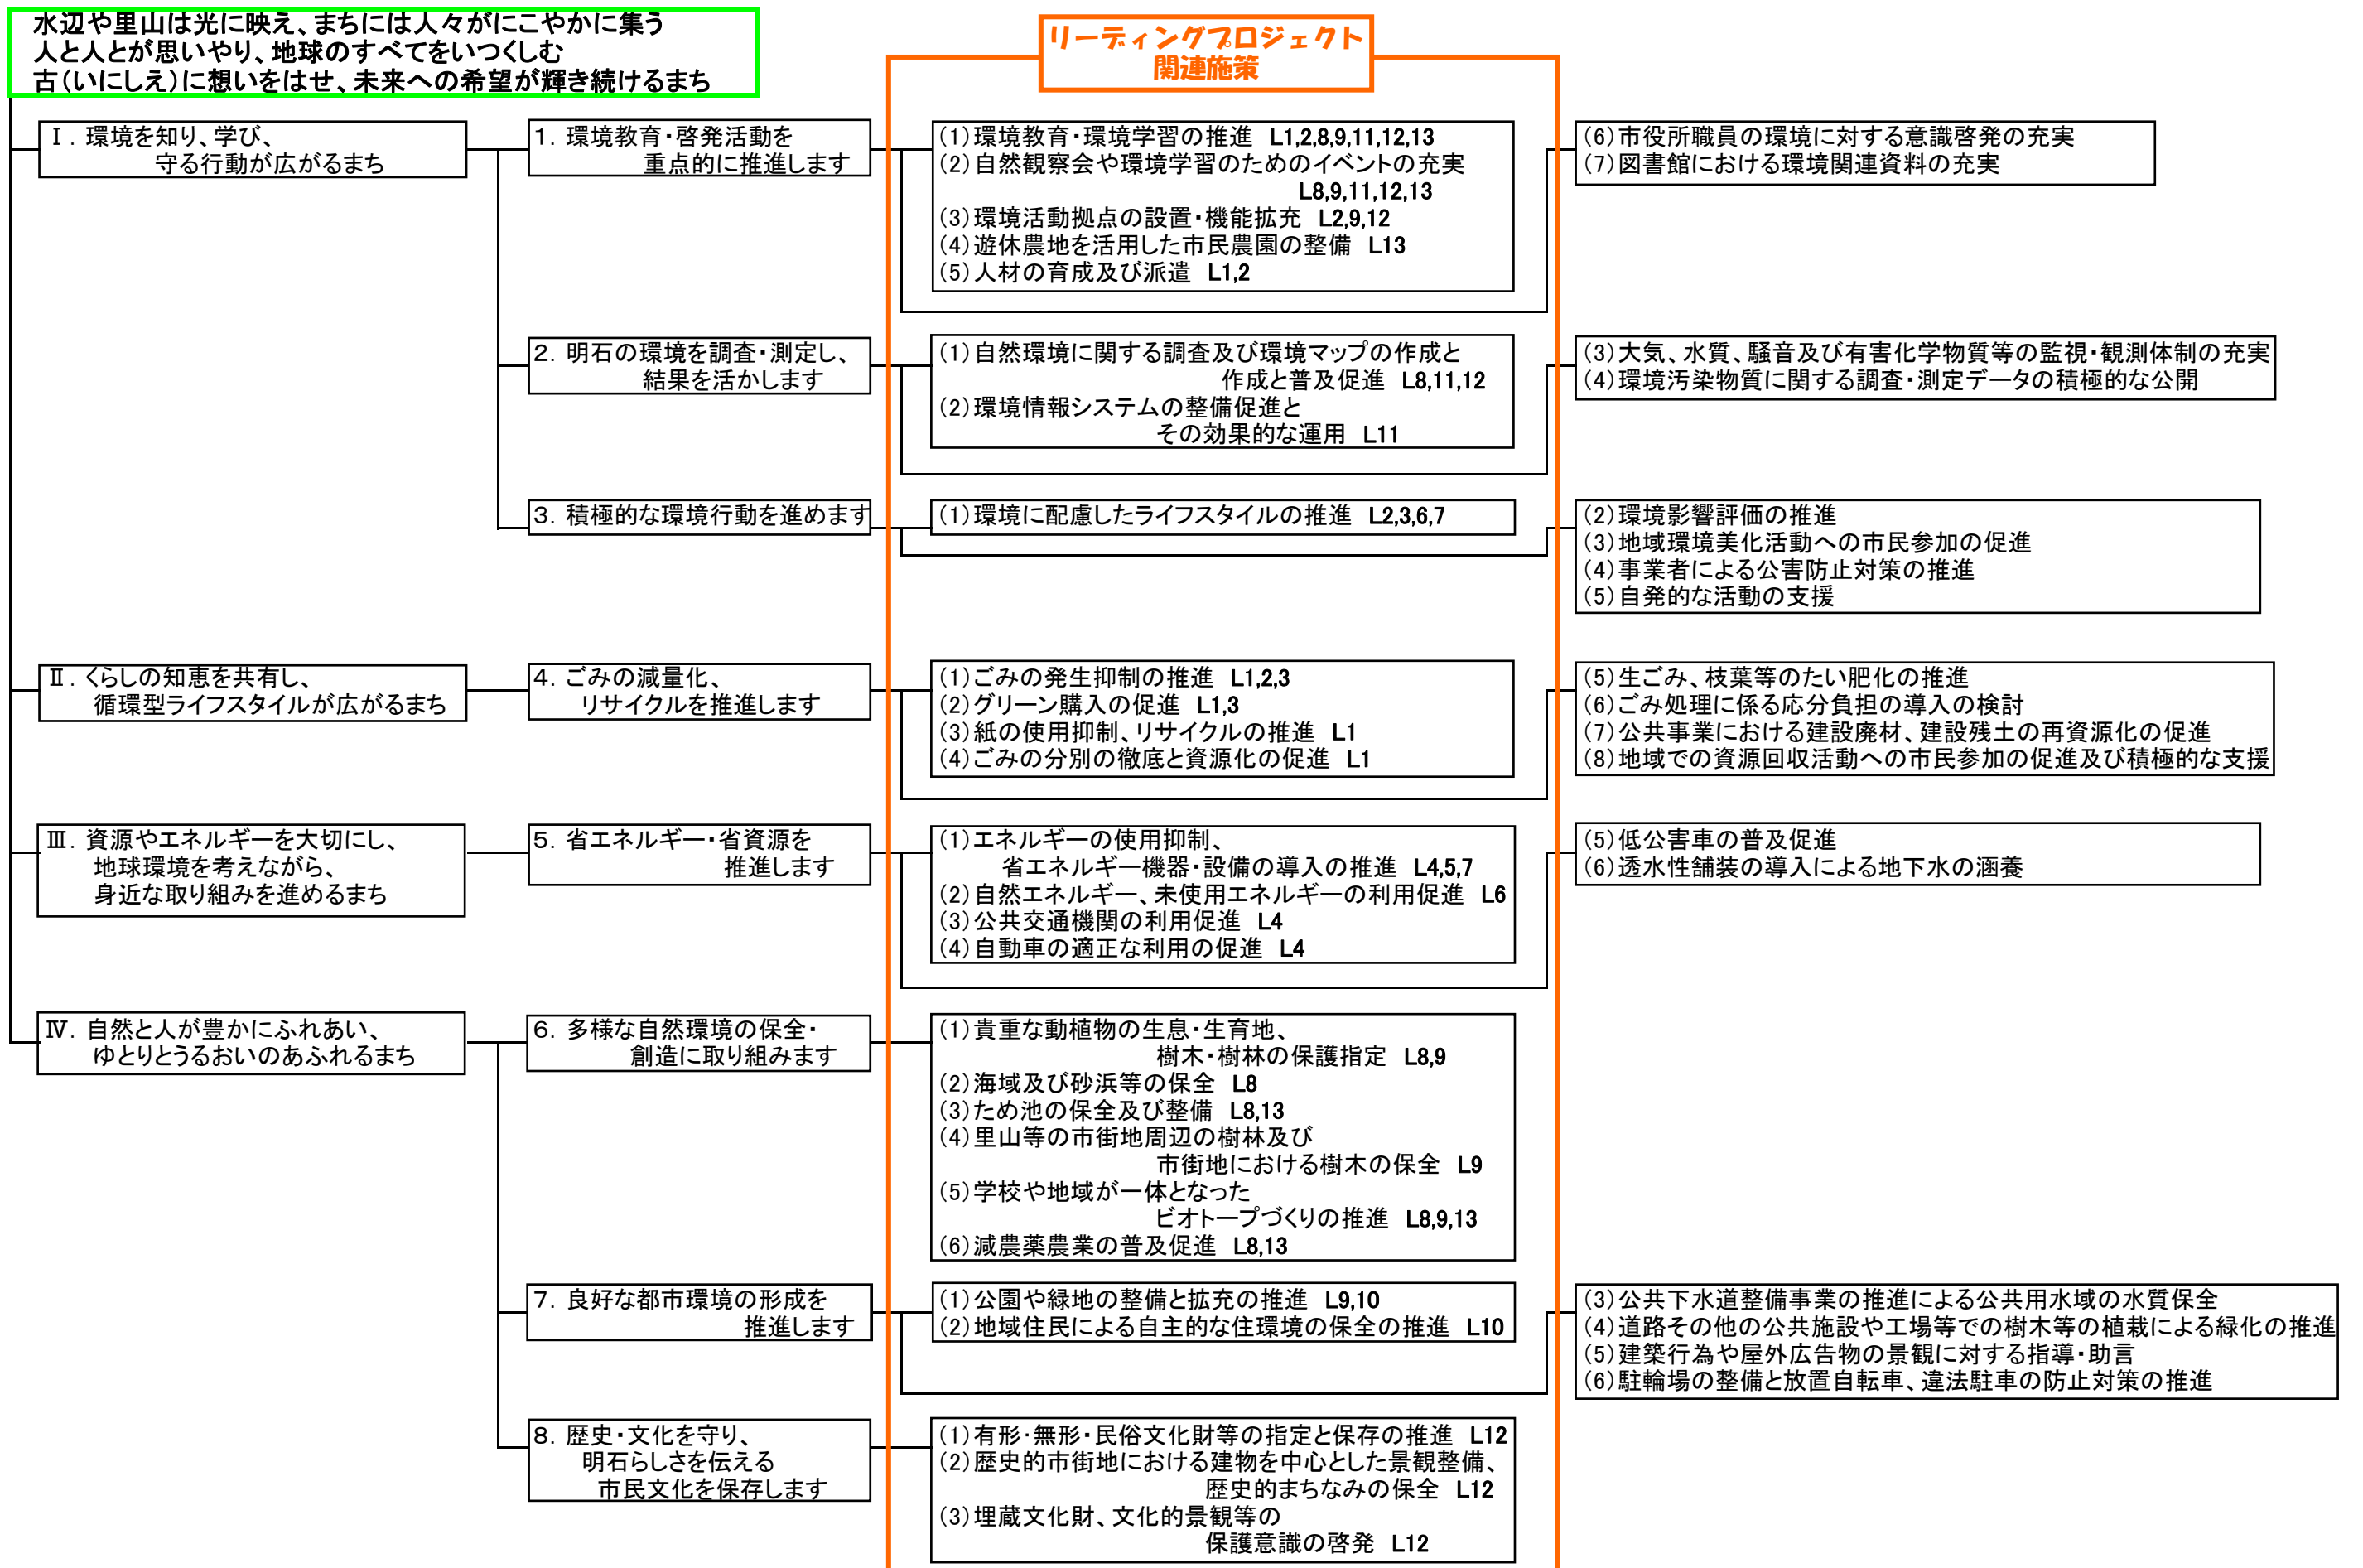 水辺や里山は光に映え、まちには人々がにこやかに集う
人と人とが思いやり、地球のすべてをいつくしむ
古(いにしえ)に想いをはせ、未来への希望が輝き続けるまち
リーディングプロジェクト
関連施策
Ⅰ．環境を知り、学び、
守る行動が広がるまち
1．環境教育・啓発活動を
重点的に推進します
(1)環境教育・環境学習の推進　L1,2,8,9,11,12,13
(2)自然観察会や環境学習のためのイベントの充実
L8,9,11,12,13
(3)環境活動拠点の設置・機能拡充　L2,9,12
(4)遊休農地を活用した市民農園の整備　L13
(5)人材の育成及び派遣　L1,2
(6)市役所職員の環境に対する意識啓発の充実
(7)図書館における環境関連資料の充実
2．明石の環境を調査・測定し、
結果を活かします
(1)自然環境に関する調査及び環境マップの作成と
作成と普及促進　L8,11,12
(2)環境情報システムの整備促進と
その効果的な運用　L11
(3)大気、水質、騒音及び有害化学物質等の監視・観測体制の充実
(4)環境汚染物質に関する調査・測定データの積極的な公開
3．積極的な環境行動を進めます
(1)環境に配慮したライフスタイルの推進　L2,3,6,7
(2)環境影響評価の推進
(3)地域環境美化活動への市民参加の促進
(4)事業者による公害防止対策の推進
(5)自発的な活動の支援
Ⅱ．くらしの知恵を共有し、
循環型ライフスタイルが広がるまち
4．ごみの減量化、
リサイクルを推進します
(1)ごみの発生抑制の推進　L1,2,3
(2)グリーン購入の促進　L1,3
(3)紙の使用抑制、リサイクルの推進　L1
(4)ごみの分別の徹底と資源化の促進　L1
(5)生ごみ、枝葉等のたい肥化の推進
(6)ごみ処理に係る応分負担の導入の検討
(7)公共事業における建設廃材、建設残土の再資源化の促進
(8)地域での資源回収活動への市民参加の促進及び積極的な支援
Ⅲ．資源やエネルギーを大切にし、
地球環境を考えながら、
身近な取り組みを進めるまち
5．省エネルギー・省資源を
推進します
(1)エネルギーの使用抑制、
省エネルギー機器・設備の導入の推進　L4,5,7
(2)自然エネルギー、未使用エネルギーの利用促進　L6
(3)公共交通機関の利用促進　L4
(4)自動車の適正な利用の促進　L4
(5)低公害車の普及促進
(6)透水性舗装の導入による地下水の涵養
Ⅳ．自然と人が豊かにふれあい、
ゆとりとうるおいのあふれるまち
6．多様な自然環境の保全・
創造に取り組みます
(1)貴重な動植物の生息・生育地、
樹木・樹林の保護指定　L8,9
(2)海域及び砂浜等の保全　L8
(3)ため池の保全及び整備　L8,13
(4)里山等の市街地周辺の樹林及び
市街地における樹木の保全　L9
(5)学校や地域が一体となった
ビオトープづくりの推進　L8,9,13
(6)減農薬農業の普及促進　L8,13
7．良好な都市環境の形成を
推進します
(1)公園や緑地の整備と拡充の推進　L9,10
(2)地域住民による自主的な住環境の保全の推進　L10
(3)公共下水道整備事業の推進による公共用水域の水質保全
(4)道路その他の公共施設や工場等での樹木等の植栽による緑化の推進
(5)建築行為や屋外広告物の景観に対する指導・助言
(6)駐輪場の整備と放置自転車、違法駐車の防止対策の推進
8．歴史・文化を守り、
明石らしさを伝える
市民文化を保存します
(1)有形・無形・民俗文化財等の指定と保存の推進　L12
(2)歴史的市街地における建物を中心とした景観整備、
歴史的まちなみの保全　L12
(3)埋蔵文化財、文化的景観等の
保護意識の啓発　L12